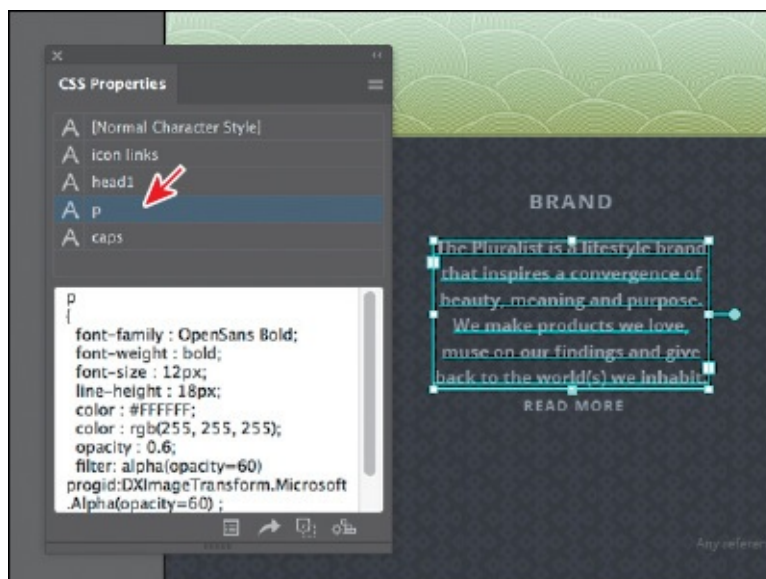 CSS Properties
[Normal Character Style]
icon links
head1
p
caps
p
{
font-family : OpenSans Bold;
font-weight : bold;
font-size : 12px;
line-height : 18px;
color : #FFFFFF;
color : rgb(255, 255, 255);
opacity : 0.6;
filter: alpha(opacity=60)
progid:DXImageTransform.Microsoft
.Alpha(opacity=60) ;
BRAND
The Pluralist is a lifestyle brand
that inspires a convergence of
beauty, meaning and purpose.
We make products we love,
muse on our findings and give
back to the world(s) we inhabit.
READ MORE
Any referen